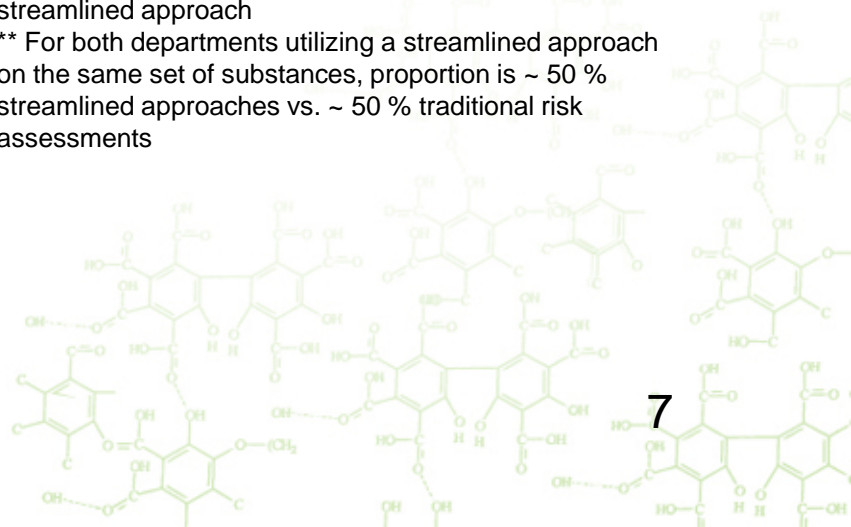 streamlined approach
** For both departments utilizing a streamlined approach
on the same set of substances, proportion is ~ 50 %
streamlined approaches vs. ~ 50 % traditional risk
assessments
7